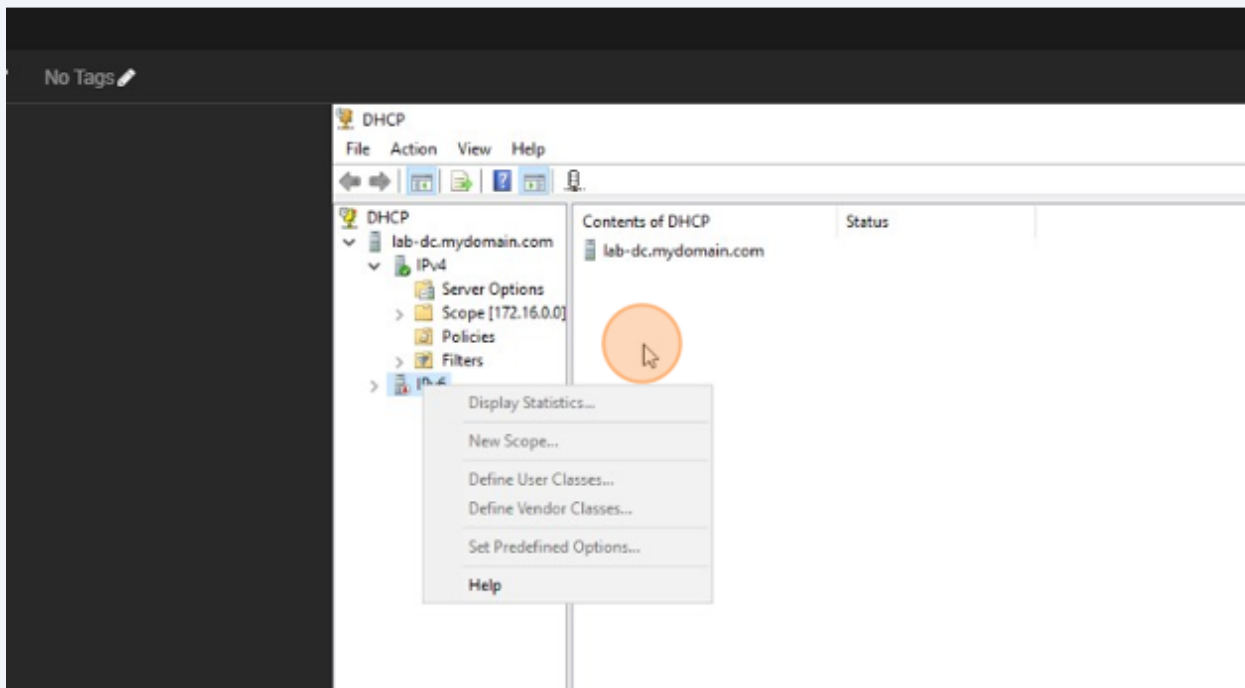 No Tags
DHCP
File Action View Help
DHCP
lab-dc.mydomain.com
IPv4
Server Options
Scope [172.16.0.0]
Policies
Filters
IPv6
Contents of DHCP Status
lab-dc.mydomain.com
Display Statistics...
New Scope...
Define User Classes...
Define Vendor Classes...
Set Predefined Options...
Help